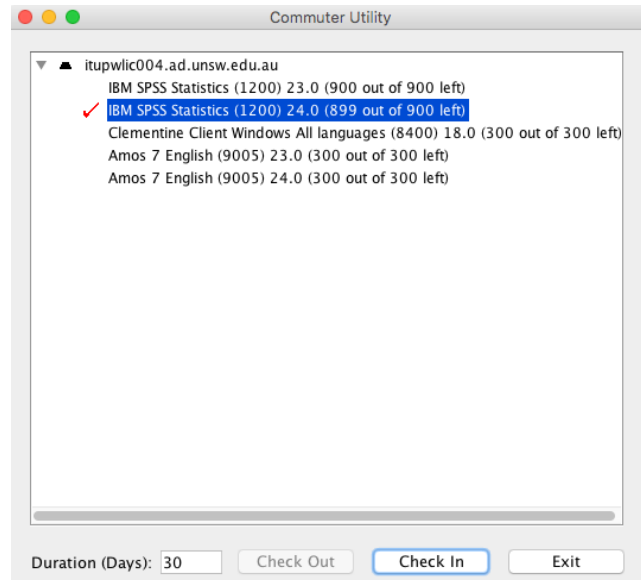 Commuter Utility
itupwlic004.ad.unsw.edu.au
IBM SPSS Statistics (1200) 23.0 (900 out of 900 left)
IBM SPSS Statistics (1200) 24.0 (899 out of 900 left)
Clementine Client Windows All languages (8400) 18.0 (300 out of 300 left)
Amos 7 English (9005) 23.0 (300 out of 300 left)
Amos 7 English (9005) 24.0 (300 out of 300 left)
Duration (Days): 30 Check Out Check In Exit